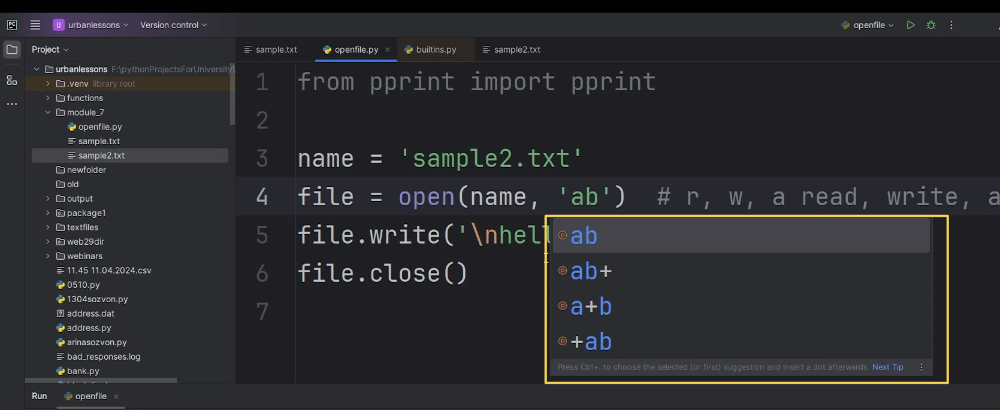 PC
U urbanlessons Version control openfile
Project
sample.txt openfile.py builtins.py sample2.txt
urbanlessons F:\pythonProjectsForUniversity\
.venv library root
functions
module_7
openfile.py
sample.txt
sample2.txt
newfolder
old
output
package1
textfiles
web29dir
webinars
11.45 11.04.2024.csv
0510.py
1304sozvon.py
address.dat
address.py
arinasozvon.py
bad_responses.log
bank.py
1 from pprint import pprint
2
3 name = 'sample2.txt'
4 file = open(name, 'ab') # r, w, a read, write, a
5 file.write('\nhell
6 file.close()
7
ab
ab+
a+b
+ab
Press Ctrl+. to choose the selected (or first) suggestion and insert a dot afterwards Next Tip
Run openfile